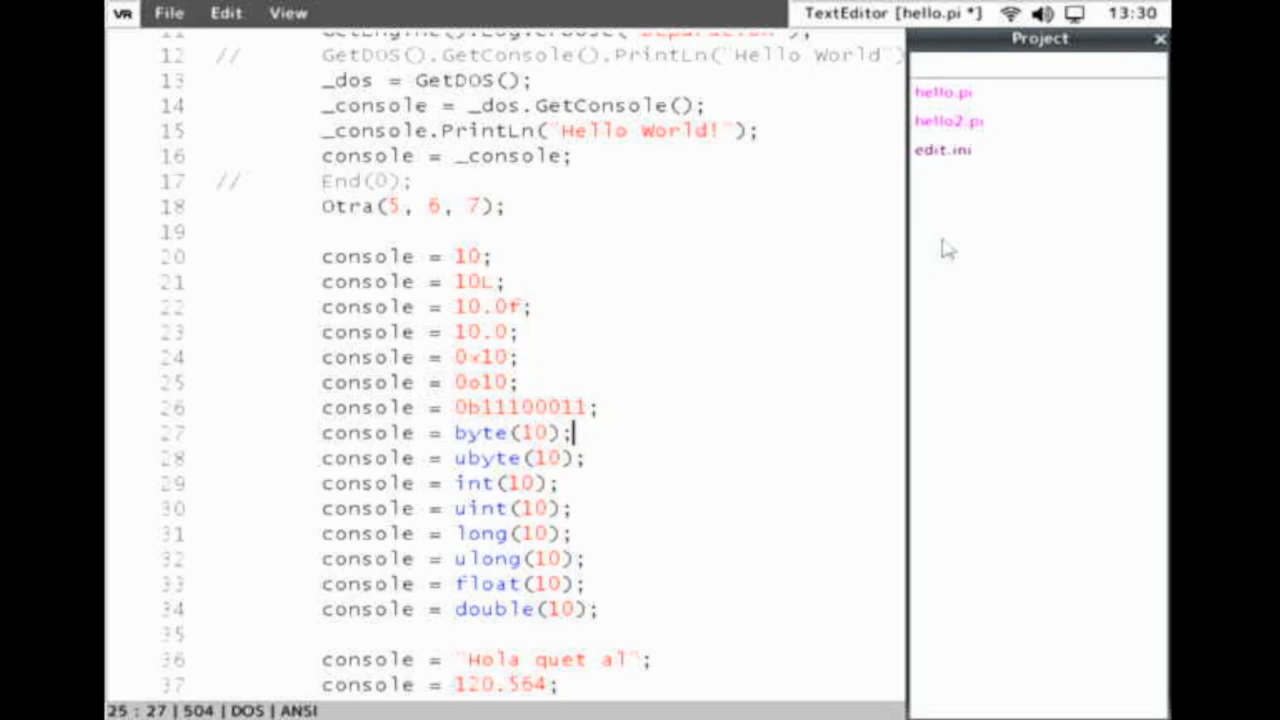 VR File Edit View TextEditor [hello.pi *] 13:30
Project ×
hello.pi
hello2.pi
edit.ini
12 // GetDOS().GetConsole().PrintLn("Hello World")
13 _dos = GetDOS();
14 _console = _dos.GetConsole();
15 _console.PrintLn("Hello World!");
16 console = _console;
17 // End(0);
18 Otra(5, 6, 7);
19
20 console = 10;
21 console = 10L;
22 console = 10.0f;
23 console = 10.0;
24 console = 0x10;
25 console = 0o10;
26 console = 0b11100011;
27 console = byte(10);
28 console = ubyte(10);
29 console = int(10);
30 console = uint(10);
31 console = long(10);
32 console = ulong(10);
33 console = float(10);
34 console = double(10);
35
36 console = "Hola quet al";
37 console = 120.564;
25 : 27 | 504 | DOS | ANSI